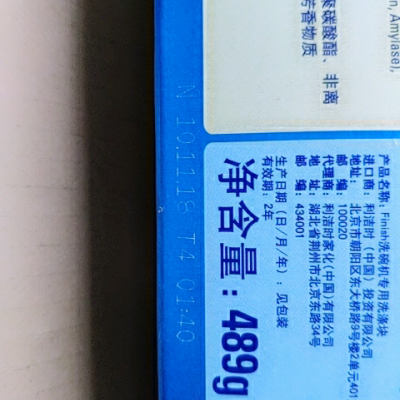 n, Amylase),
聚碳酸酯、非离
芳香物质
产品名称：Finish洗碗机专用洗涤块
进口商：利洁时（中国）投资有限公司
地址：北京市朝阳区东大桥路9号楼2单元401
邮 编：100020
代理商：利洁时家化(中国)有限公司
地 址：湖北省荆州市北京东路34号
邮 编：434001
生产日期（日/月/年）：见包装
有效期：2年
净含量：489g
N 10.11.18 T4 01:40